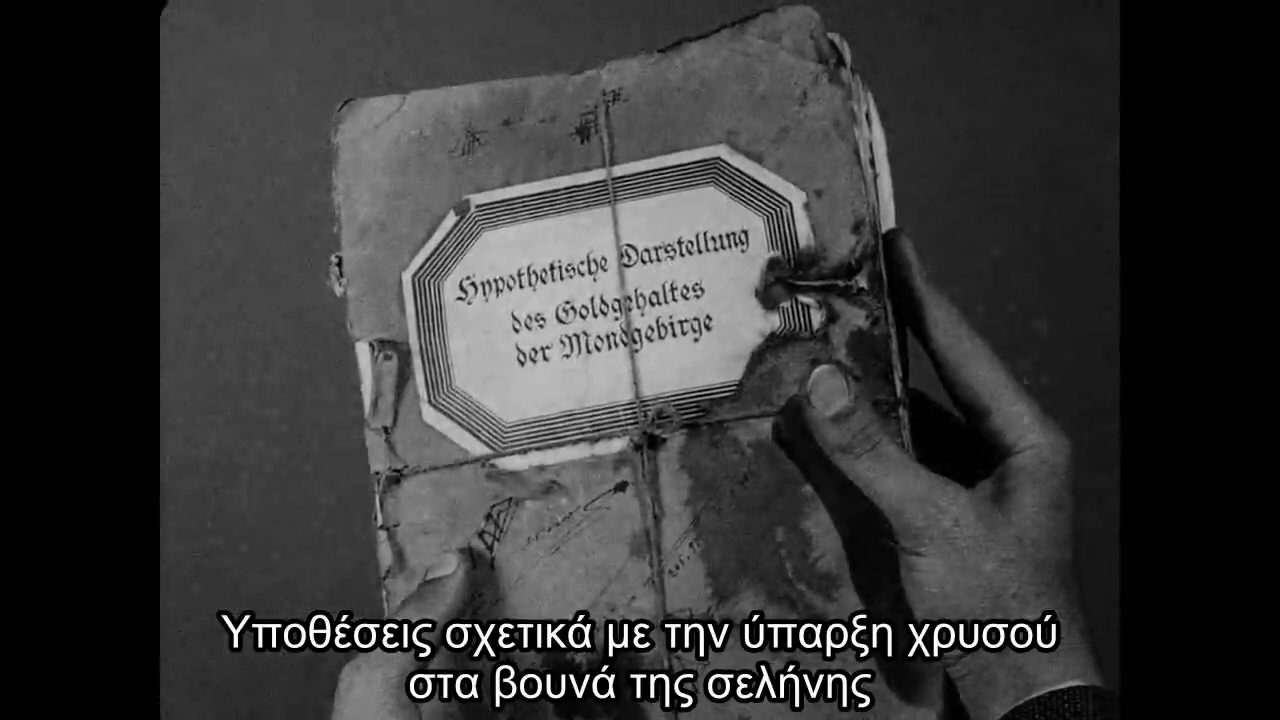 Hypothetische Darstellung
des Goldgehaltes
der Mondgebirge
Υποθέσεις σχετικά με την ύπαρξη χρυσού
στα βουνά της σελήνης